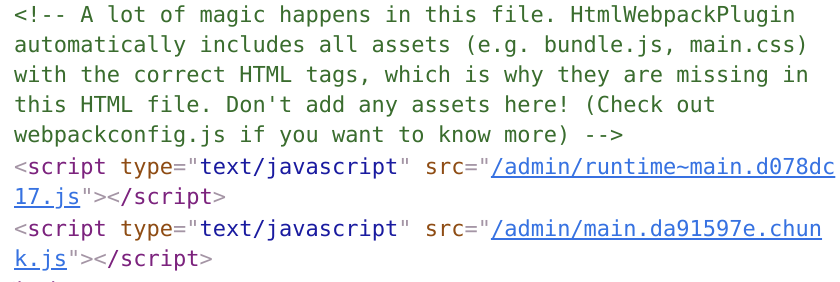 <!-- A lot of magic happens in this file. HtmlWebpackPlugin
automatically includes all assets (e.g. bundle.js, main.css)
with the correct HTML tags, which is why they are missing in
this HTML file. Don't add any assets here! (Check out
webpackconfig.js if you want to know more) -->
<script type="text/javascript" src="/admin/runtime~main.d078dc
17.js"></script>
<script type="text/javascript" src="/admin/main.da91597e.chun
k.js"></script>